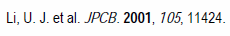 Li, U. J. et al. JPCB. 2001, 105, 11424.